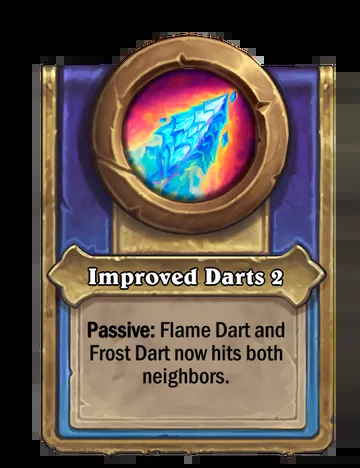 Improved Darts 2
Passive: Flame Dart and
Frost Dart now hits both
neighbors.